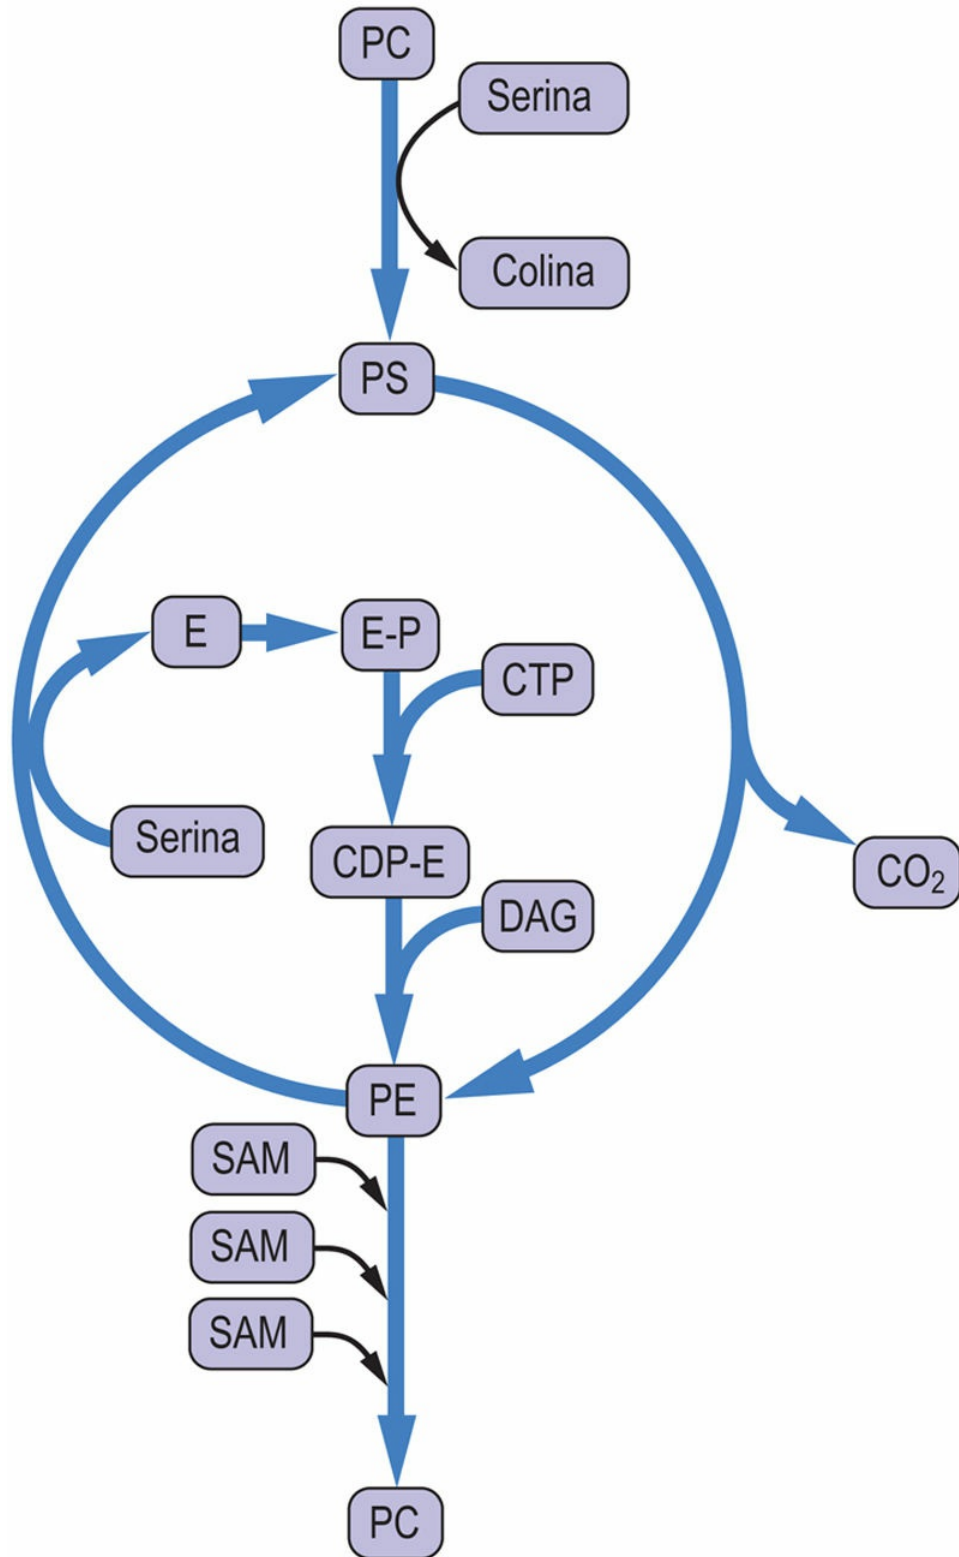 PC
Serina
Colina
PS
E
E-P
CTP
Serina
CDP-E
CO₂
DAG
PE
SAM
SAM
SAM
PC